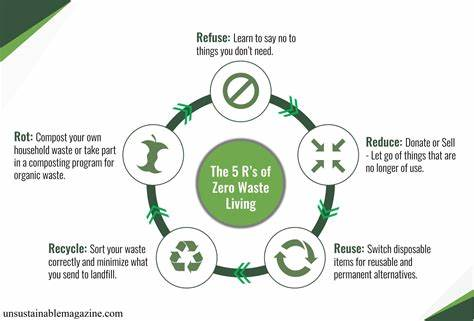 Refuse: Learn to say no to
things you don't need.
Reduce: Donate or Sell
- Let go of things that are
no longer of use.
Reuse: Switch disposable
items for reusable and
permanent alternatives.
Recycle: Sort your waste
correctly and minimize what
you send to landfill.
Rot: Compost your own
household waste or take part
in a composting program for
organic waste.
The 5 R's of
Zero Waste
Living
unsustainablemagazine.com